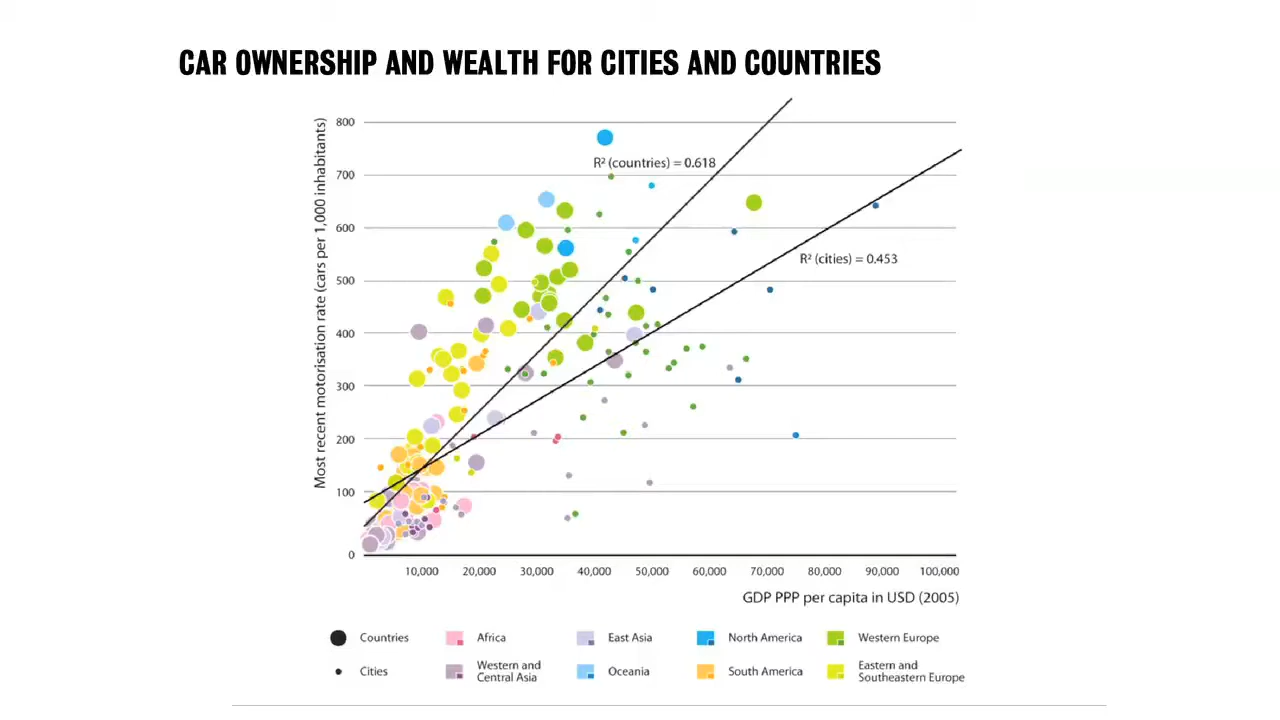 CAR OWNERSHIP AND WEALTH FOR CITIES AND COUNTRIES
Most recent motorisation rate (cars per 1,000 inhabitants)
800
700
600
500
400
300
200
100
0
R² (countries) = 0.618
R² (cities) = 0.453
10,000 20,000 30,000 40,000 50,000 60,000 70,000 80,000 90,000 100,000
GDP PPP per capita in USD (2005)
Countries Africa East Asia North America Western Europe
Cities Western and Central Asia Oceania South America Eastern and Southeastern Europe